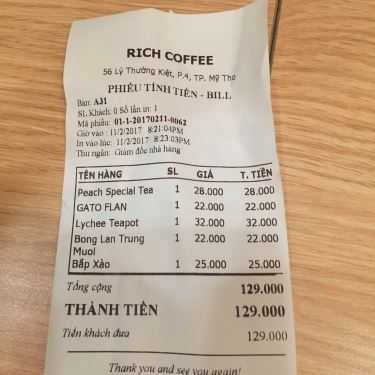 RICH COFFEE
56 Lý Thường Kiệt, P.4, TP. Mỹ Tho
PHIẾU TÍNH TIỀN - BILL
Bàn: AJ1
SL Khách: 0 Số lần in: 1
Mã phiếu: 01-1-20170211-0062
Giờ vào : 11/2/2017 8:21:04PM
In vào lúc: 11/2/2017 8:23:03PM
Thu ngân: Giám đốc nhà hàng
TÊN HÀNG SL GIÁ T. TIỀN
Peach Special Tea 1 28.000 28.000
GATO FLAN 1 22.000 22.000
Lychee Teapot 1 32.000 32.000
Bong Lan Trung 1 22.000 22.000
Muoi
Bắp Xào 1 25.000 25.000
Tổng cộng 129.000
THÀNH TIỀN 129.000
Tiền khách đưa 129.000
Thank you and see you again!